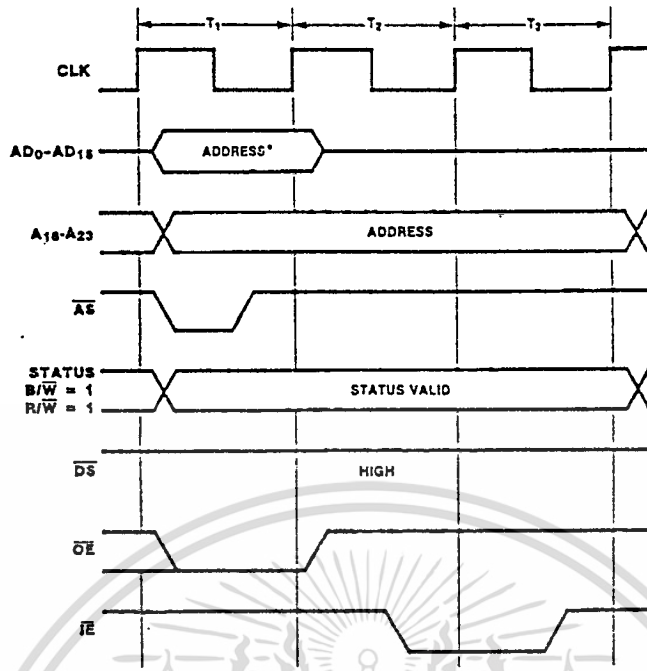 T₁ T₂ T₃
CLK
AD₀-AD₁₅ ADDRESS*
A₁₆-A₂₃ ADDRESS
AS
STATUS
B/W = 1 STATUS VALID
R/W = 1
DS HIGH
OE
IE